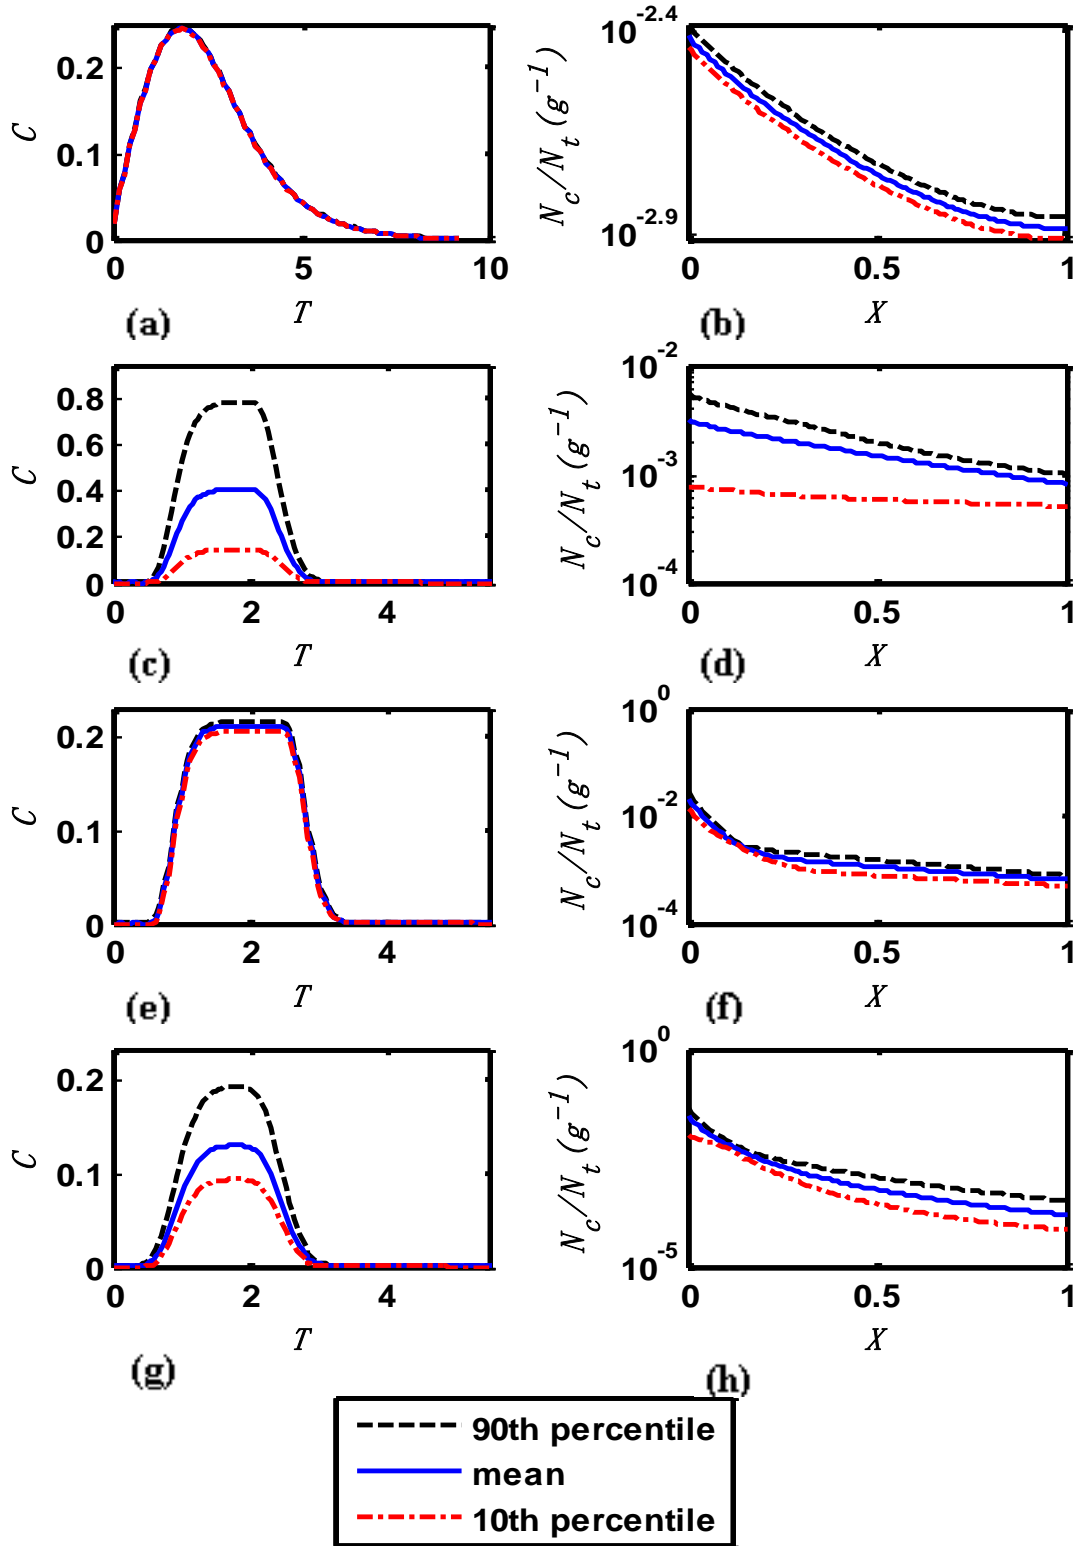 0.2
0.1
0
C
0
5
10
T
(a)
10^-2.4
10^-2.9
N_c/N_t (g^-1)
0
0.5
1
X
(b)
0.8
0.6
0.4
0.2
0
C
0
2
4
T
(c)
10^-2
10^-3
10^-4
N_c/N_t (g^-1)
0
0.5
1
X
(d)
0.2
0.1
0
C
0
2
4
T
(e)
10^0
10^-2
10^-4
N_c/N_t (g^-1)
0
0.5
1
X
(f)
0.2
0.1
0
C
0
2
4
T
(g)
10^0
10^-5
N_c/N_t (g^-1)
0
0.5
1
X
(h)
90th percentile
mean
10th percentile